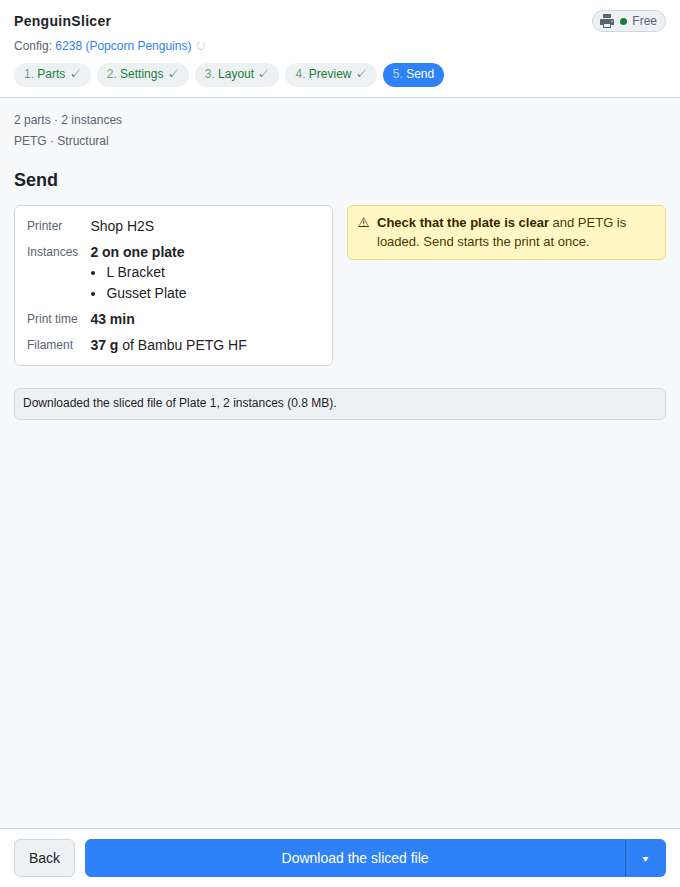 PenguinSlicer
Free
Config: 6238 (Popcorn Penguins)
1. Parts ✓
2. Settings ✓
3. Layout ✓
4. Preview ✓
5. Send
2 parts · 2 instances
PETG · Structural
Send
Printer Shop H2S
Instances 2 on one plate
• L Bracket
• Gusset Plate
Print time 43 min
Filament 37 g of Bambu PETG HF
⚠ Check that the plate is clear and PETG is
loaded. Send starts the print at once.
Downloaded the sliced file of Plate 1, 2 instances (0.8 MB).
Back
Download the sliced file